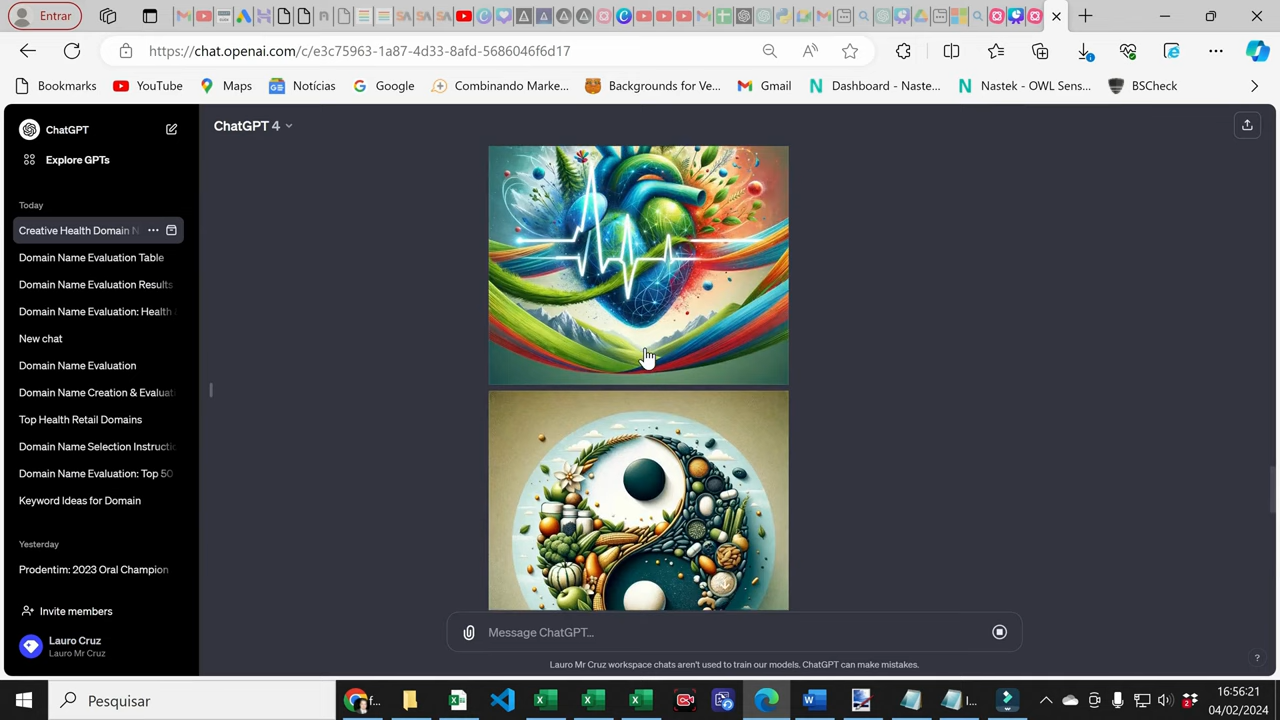 Entrar
https://chat.openai.com/c/e3c75963-1a87-4d33-8afd-5686046f6d17
Bookmarks
YouTube
Maps
Notícias
Google
Combinando Marke...
Backgrounds for Ve...
Gmail
Dashboard - Naste...
Nastek - OWL Sens...
BSCheck
ChatGPT
Explore GPTs
Today
Creative Health Domain N
Domain Name Evaluation Table
Domain Name Evaluation Results
Domain Name Evaluation: Health
New chat
Domain Name Evaluation
Domain Name Creation & Evaluat
Top Health Retail Domains
Domain Name Selection Instructi
Domain Name Evaluation: Top 50
Keyword Ideas for Domain
Yesterday
Prodentim: 2023 Oral Champion
Invite members
Lauro Cruz
Lauro Mr Cruz
ChatGPT 4
Message ChatGPT...
Lauro Mr Cruz workspace chats aren't used to train our models. ChatGPT can make mistakes.
?
Pesquisar
f...
I...
16:56:21
04/02/2024